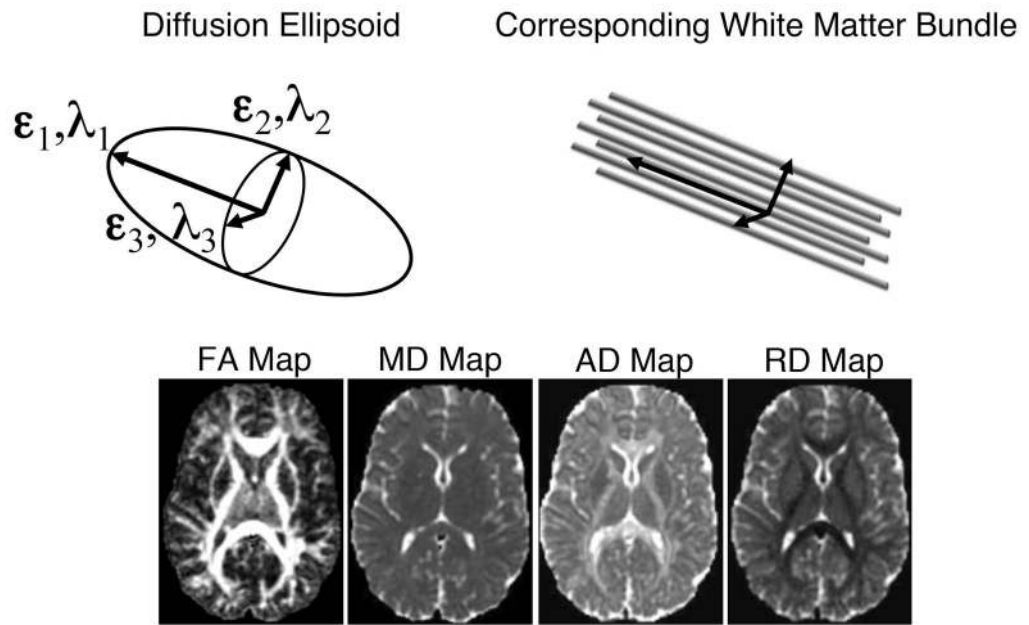 Diffusion Ellipsoid
Corresponding White Matter Bundle
ε₁,λ₁
ε₂,λ₂
ε₃, λ₃
FA Map
MD Map
AD Map
RD Map